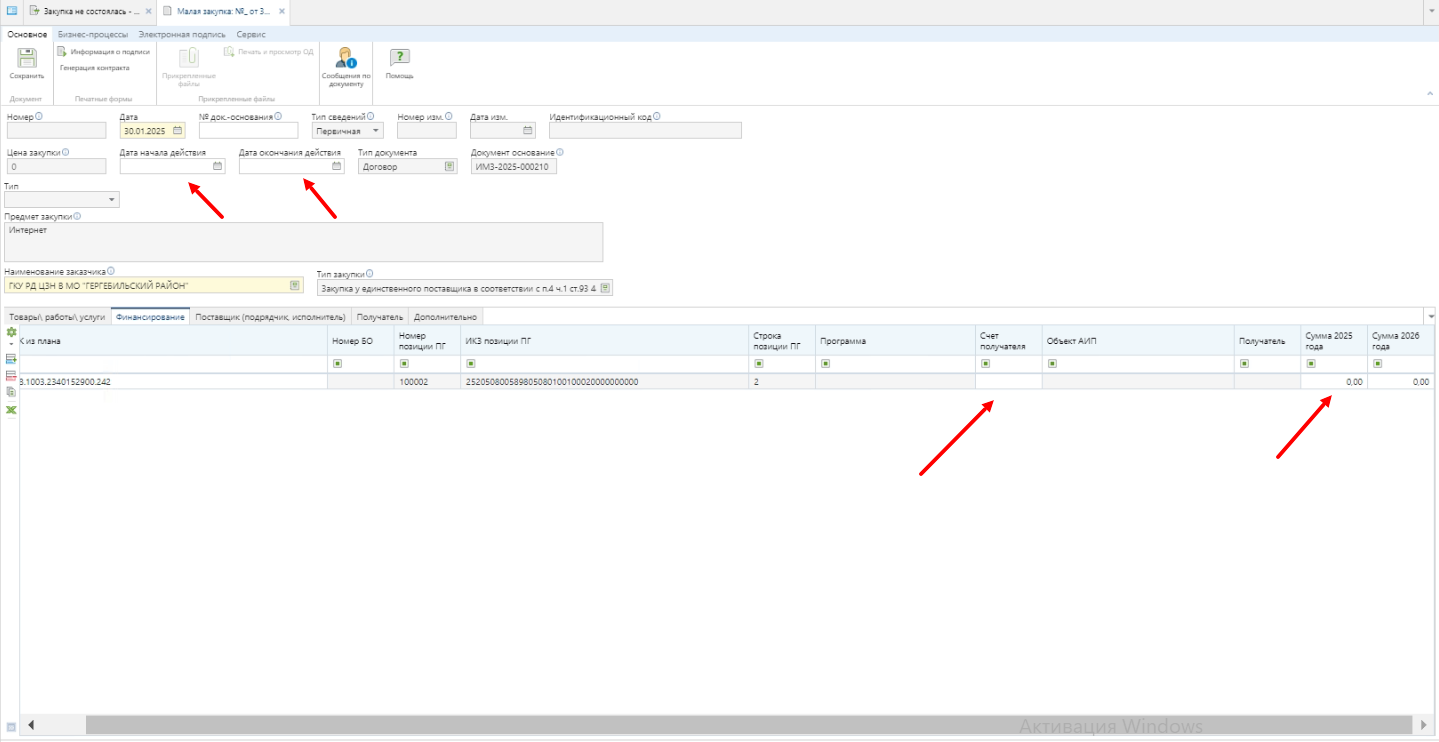 Закупка не состоялась - ...
Малая закупка: №_ от 3...
Основное Бизнес-процессы Электронная подпись Сервис
Сохранить
Информация о подписи
Генерация контракта
Прикрепленные файлы
Печать и просмотр ОД
Сообщения по документу
Помощь
Документ Печатные формы Прикрепленные файлы
Номер Дата № док.-основания Тип сведений Номер изм. Дата изм. Идентификационный код
30.01.2025 Первичная
Цена закупки Дата начала действия Дата окончания действия Тип документа Документ основание
0 Договор ИМЗ-2025-000210
Тип
Предмет закупки
Интернет
Наименование заказчика Тип закупки
ГКУ РД ЦЗН В МО "ГЕРГЕБИЛЬСКИЙ РАЙОН" Закупка у единственного поставщика в соответствии с п.4 ч.1 ст.93 4
Товары\ работы\ услуги Финансирование Поставщик (подрядчик, исполнитель) Получатель Дополнительно
К из плана Номер БО Номер позиции ПГ ИКЗ позиции ПГ Строка позиции ПГ Программа Счет получателя Объект АИП Получатель Сумма 2025 года Сумма 2026 года
3.1003.2340152900.242 100002 252050800589805080100100020000000000 2 0,00 0,00
Активация Windows